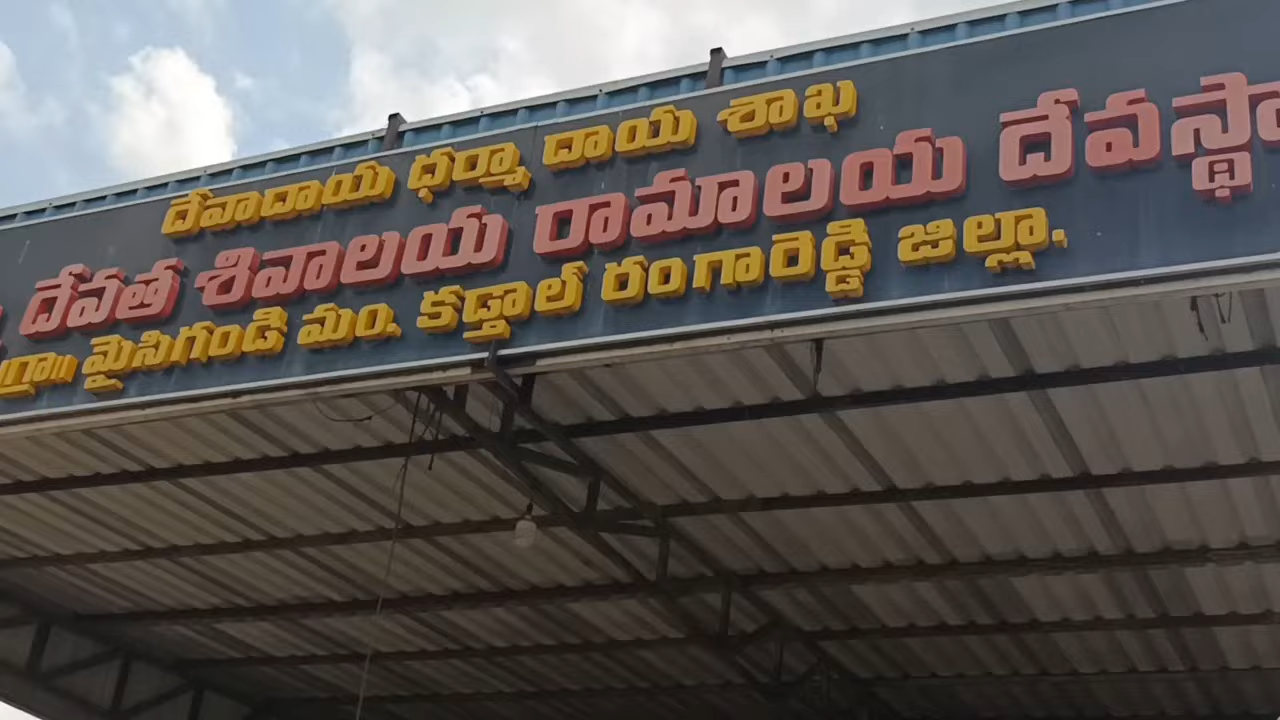 దేవాదాయ ధర్మా దాయ శాఖ
దేవత శివాలయ రామాలయ దేవస్థా
గ్రా॥ మైసిగండి మం. కడ్తాల్ రంగారెడ్డి జిల్లా.